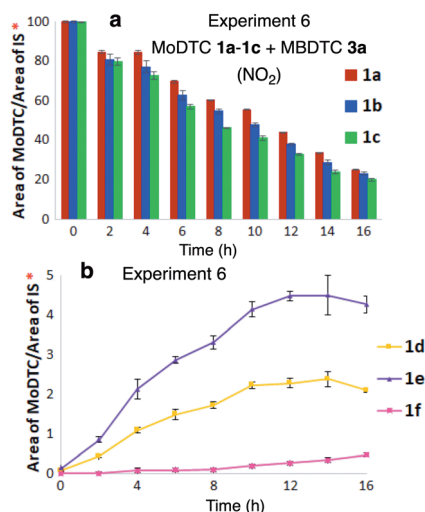 a
Experiment 6
MoDTC 1a-1c + MBDTC 3a
(NO2)
Area of MoDTC/Area of IS*
100
80
60
40
20
0
1a
1b
1c
0 2 4 6 8 10 12 14 16
Time (h)
b
Experiment 6
Area of MoDTC/Area of IS*
5
4
3
2
1
0
1d
1e
1f
0 4 8 12 16
Time (h)